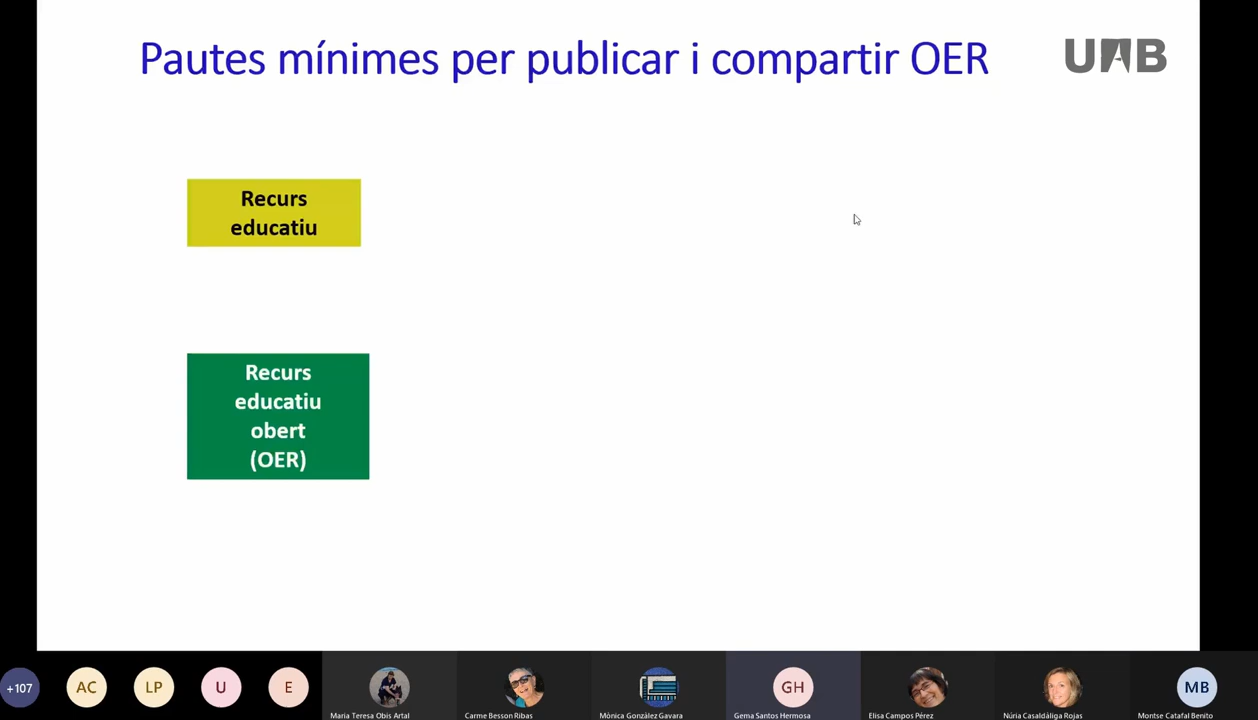 Pautes mínimes per publicar i compartir OER
UAB
Recurs
educatiu
Recurs
educatiu
obert
(OER)
+107
AC
LP
U
E
GH
MB
Maria Teresa Obis Artal
Carme Besson Ribas
Mònica Gonzàlez Gavara
Gema Santos Hermosa
Elisa Campos Pérez
Núria Casaldàliga Rojas
Montse Catafal Benito